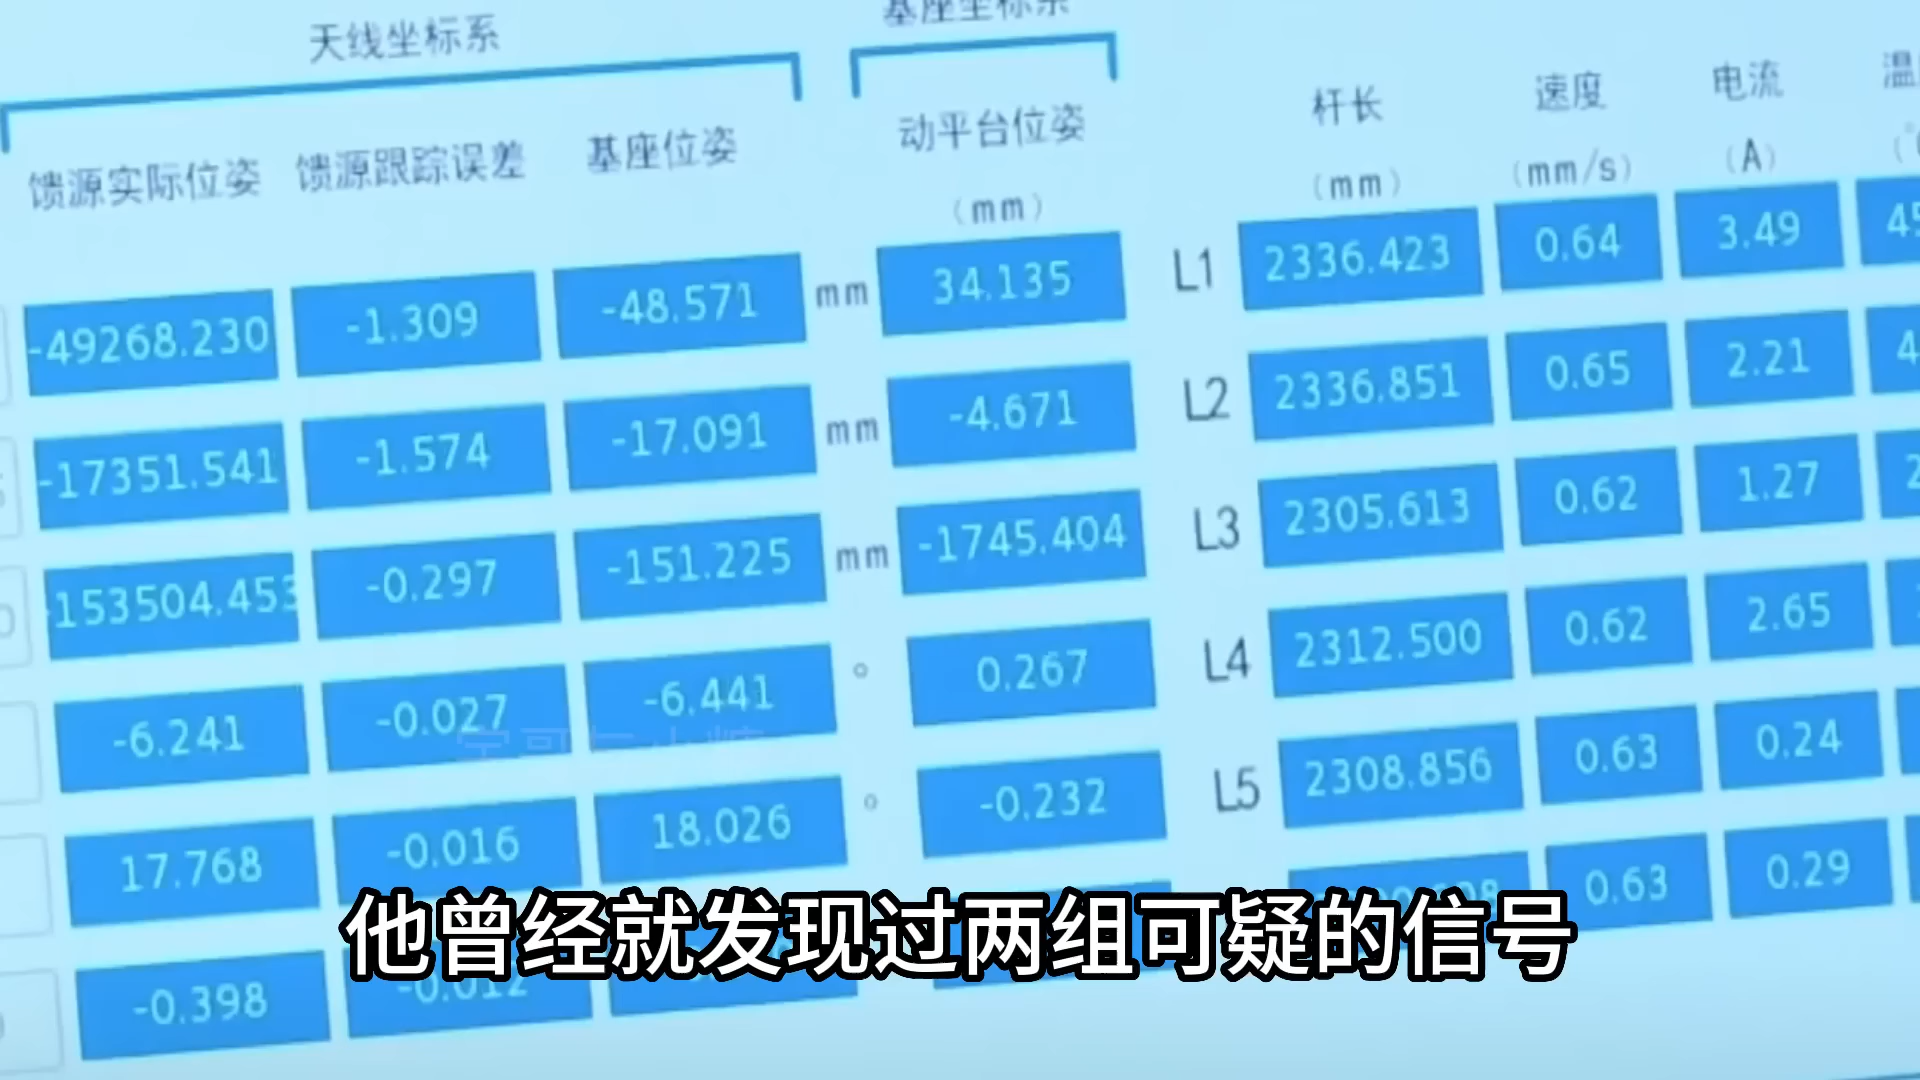 天线坐标系
基座坐标系
馈源实际位姿 馈源跟踪误差 基座位姿 动平台位姿 杆长 速度 电流
(mm) (mm) (mm/s) (A)
-49268.230 -1.309 -48.571 mm 34.135 L1 2336.423 0.64 3.49 45
-17351.541 -1.574 -17.091 mm -4.671 L2 2336.851 0.65 2.21 4
-153504.453 -0.297 -151.225 mm -1745.404 L3 2305.613 0.62 1.27 2
-6.241 -0.027 -6.441 ° 0.267 L4 2312.500 0.62 2.65
17.768 -0.016 18.026 ° -0.232 L5 2308.856 0.63 0.24
-0.398 -0.012 0.63 0.29
他曾经就发现过两组可疑的信号